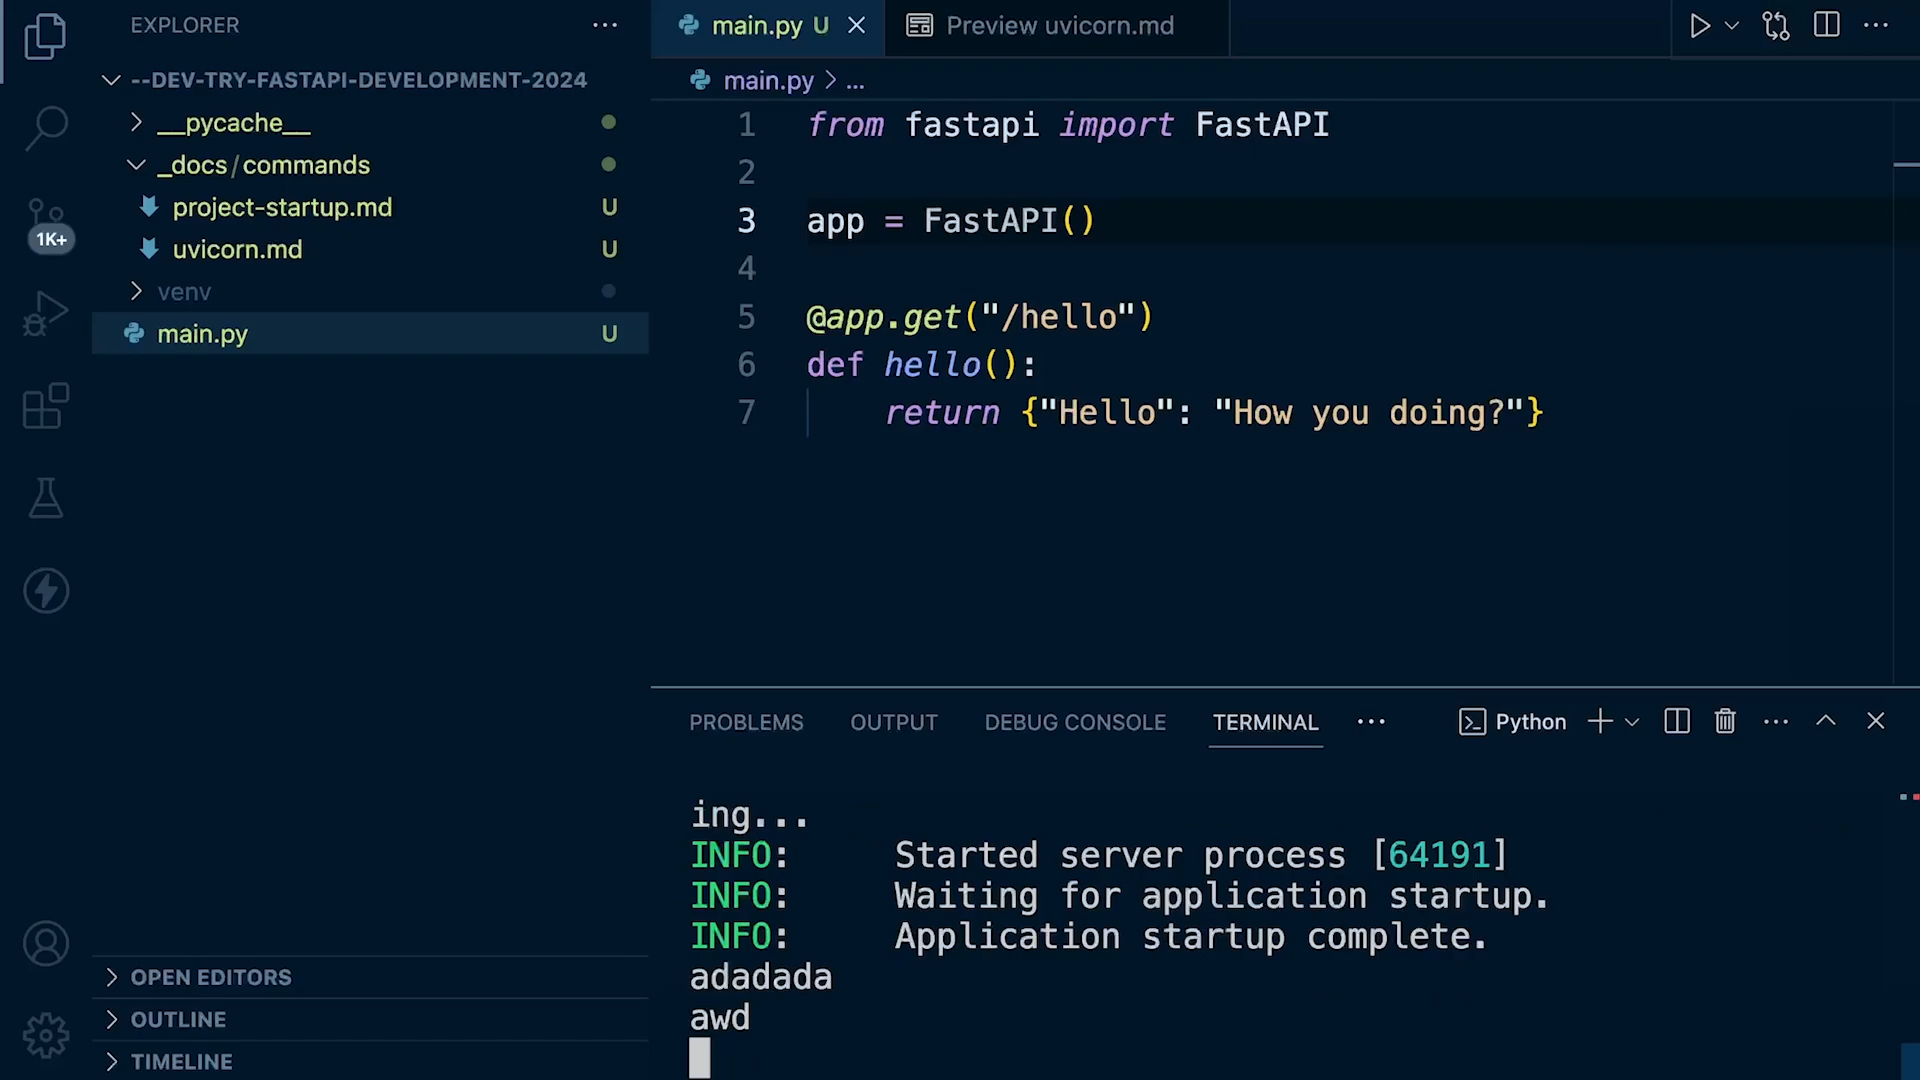 EXPLORER
--DEV-TRY-FASTAPI-DEVELOPMENT-2024
__pycache__
_docs/commands
project-startup.md U
uvicorn.md U
venv
main.py U
1K+
OPEN EDITORS
OUTLINE
TIMELINE
main.py U
Preview uvicorn.md
main.py > ...
1 from fastapi import FastAPI
2
3 app = FastAPI()
4
5 @app.get("/hello")
6 def hello():
7 return {"Hello": "How you doing?"}
PROBLEMS OUTPUT DEBUG CONSOLE TERMINAL Python
ing...
INFO: Started server process [64191]
INFO: Waiting for application startup.
INFO: Application startup complete.
adadada
awd